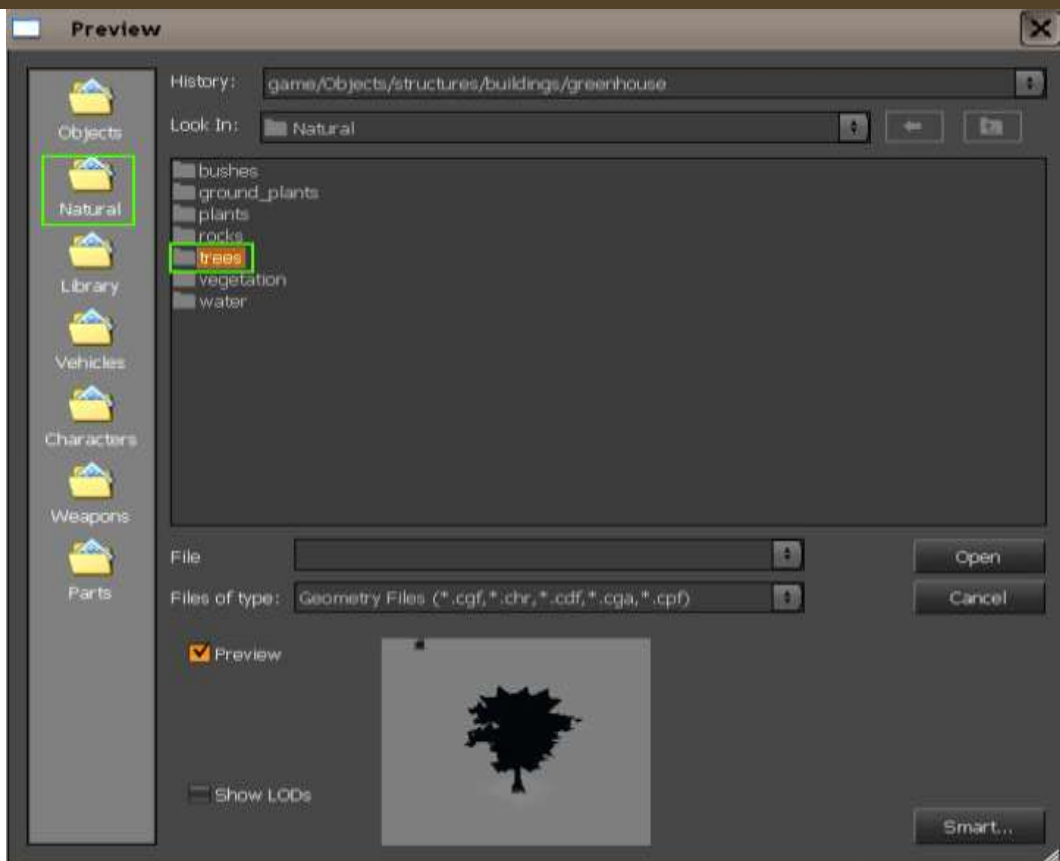 Preview
Objects
Natural
Library
Vehicles
Characters
Weapons
Parts
History: game/Objects/structures/buildings/greenhouse
Look In: Natural
bushes
ground_plants
plants
rocks
trees
vegetation
water
File
Open
Files of type: Geometry Files (*.cgf,*.chr,*.cdf,*.cga,*.cpf)
Cancel
Preview
Show LODs
Smart...